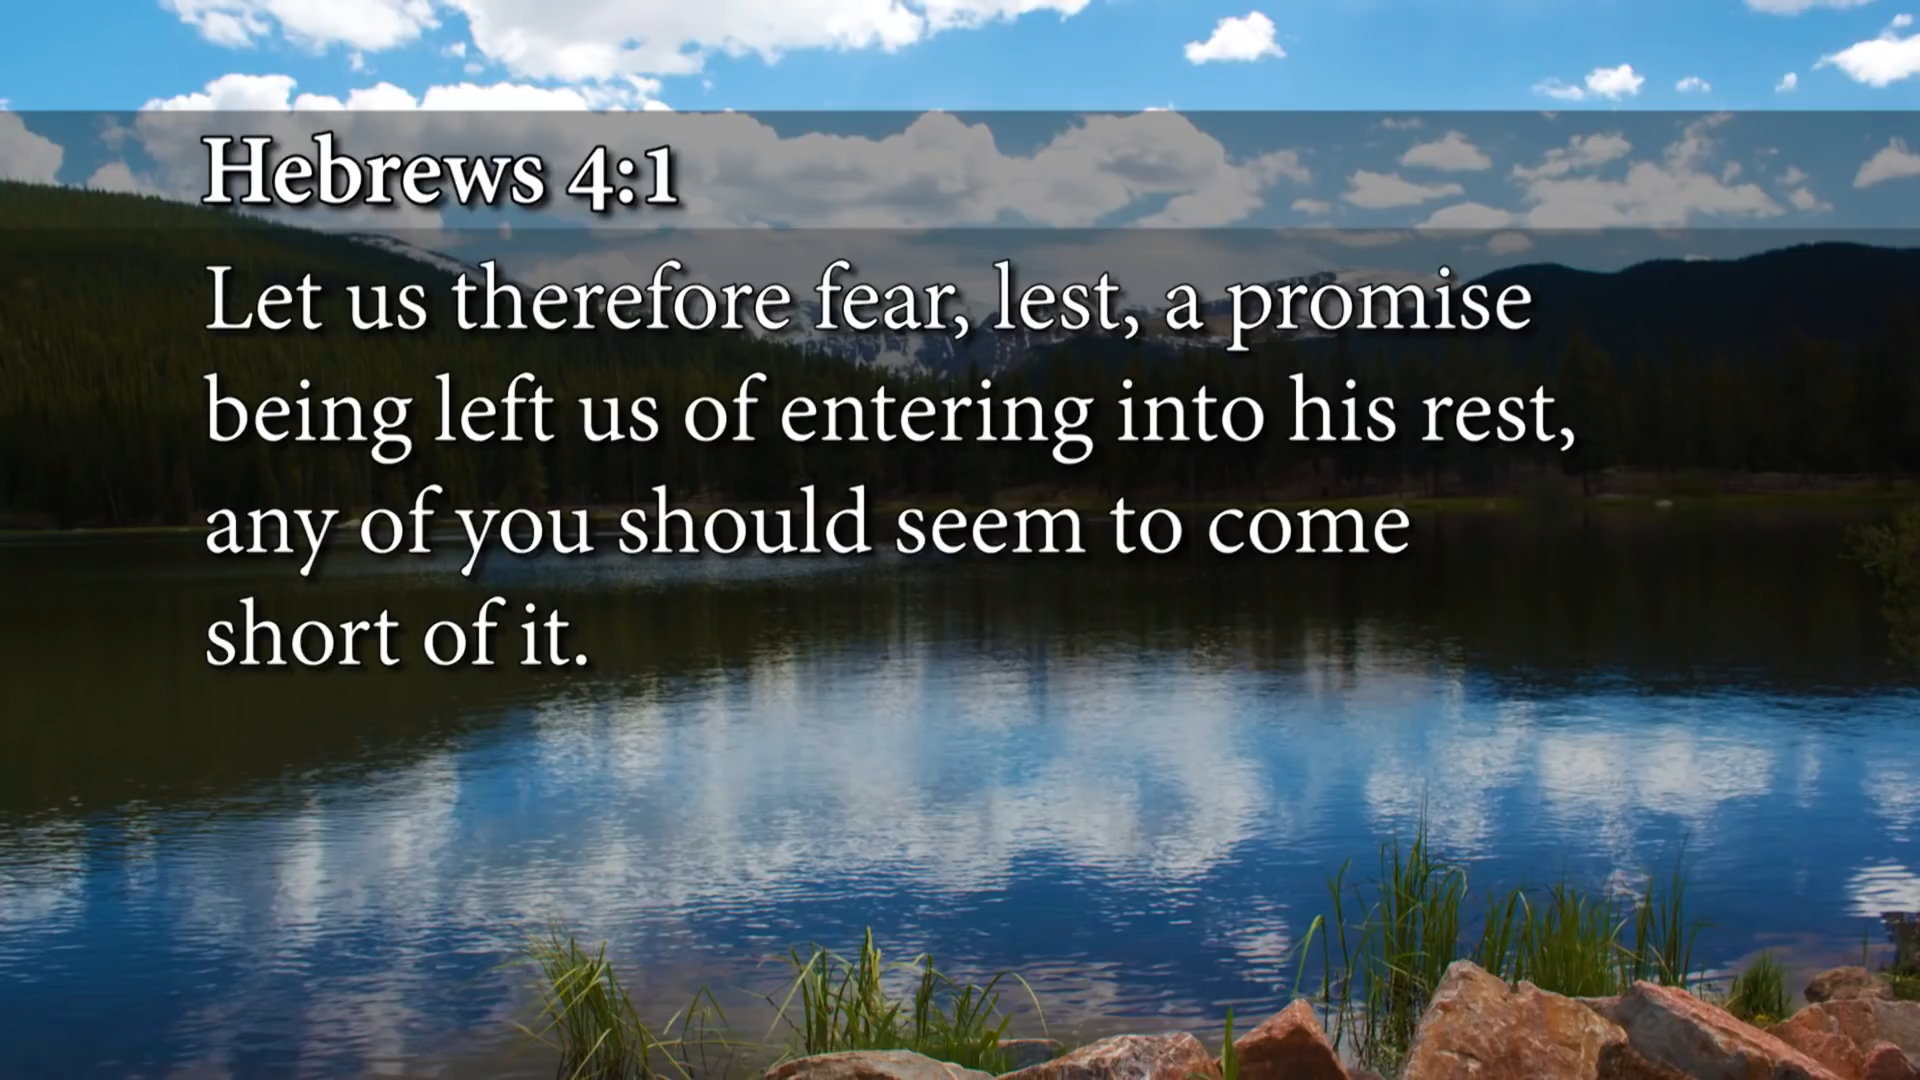 Hebrews 4:1
Let us therefore fear, lest, a promise
being left us of entering into his rest,
any of you should seem to come
short of it.